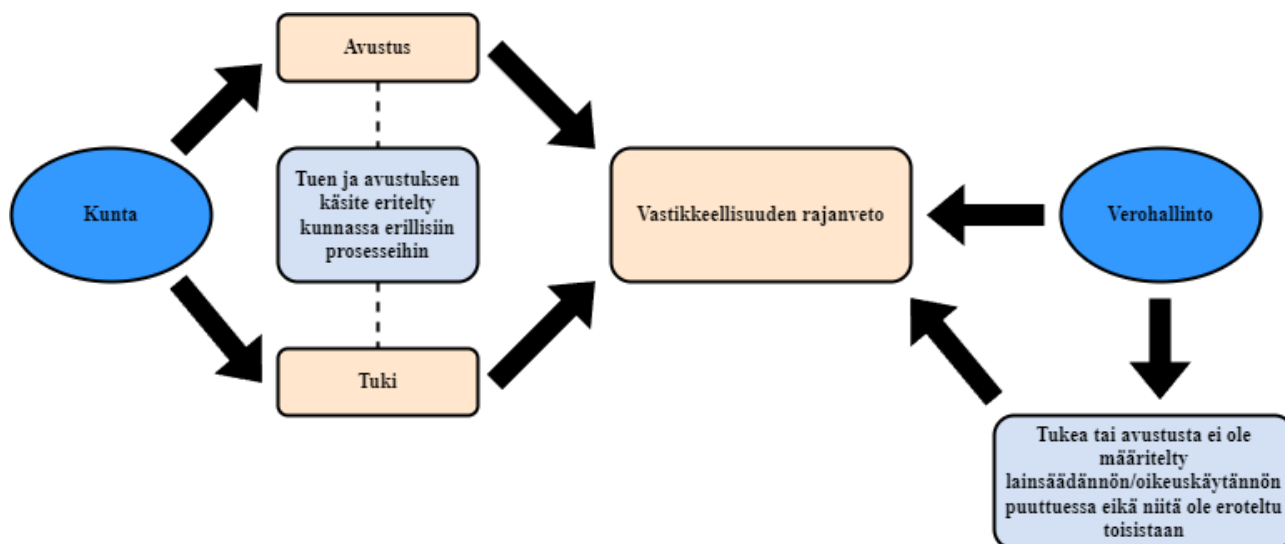 Avustus
Kunta
Tuen ja avustuksen
käsite eritelty
kunnassa erillisiin
prosesseihin
Tuki
Vastikkeellisuuden rajanveto
Verohallinto
Tukea tai avustusta ei ole
määritelty
lainsäädännön/oikeuskäytännön
puuttuessa eikä niitä ole eroteltu
toisistaan